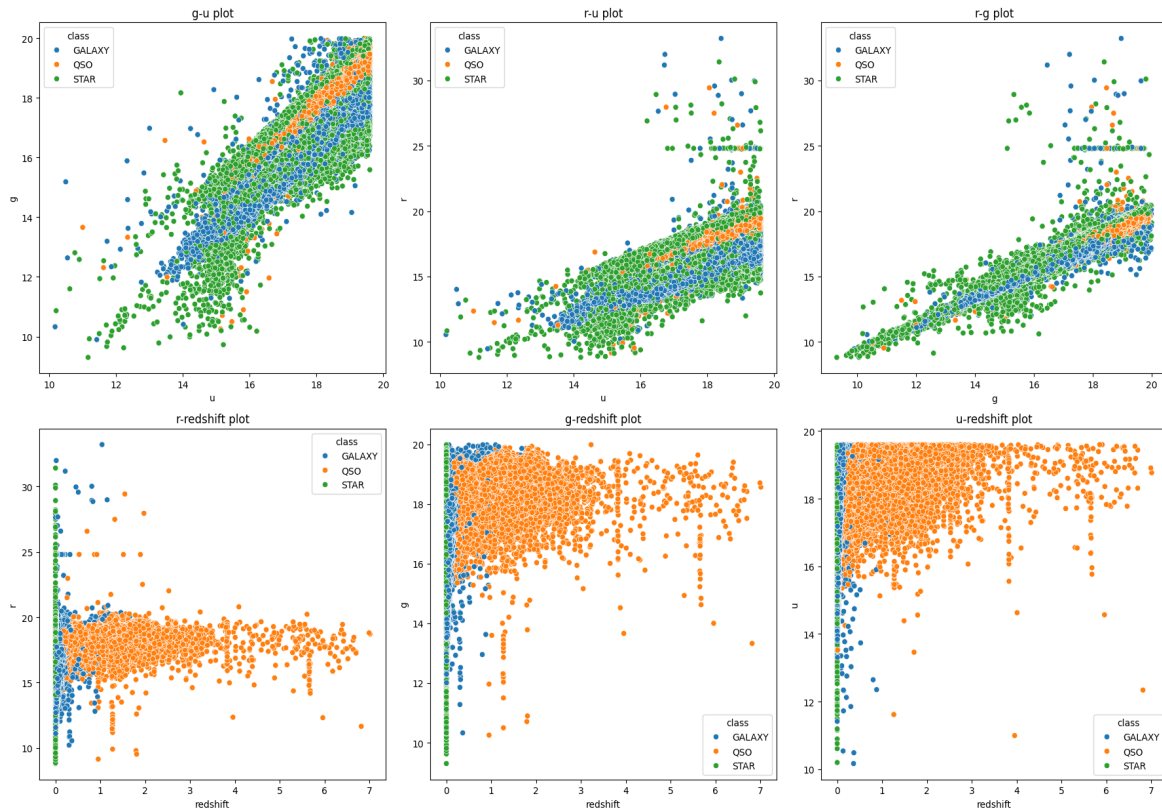 g-u plot
class
GALAXY
QSO
STAR
g
20
18
16
14
12
10
10 12 14 16 18 20
u
r-u plot
class
GALAXY
QSO
STAR
r
30
25
20
15
10
10 12 14 16 18 20
u
r-g plot
class
GALAXY
QSO
STAR
r
30
25
20
15
10
10 12 14 16 18 20
g
r-redshift plot
class
GALAXY
QSO
STAR
r
30
25
20
15
10
0 1 2 3 4 5 6 7
redshift
g-redshift plot
g
20
18
16
14
12
10
class
GALAXY
QSO
STAR
0 1 2 3 4 5 6 7
redshift
u-redshift plot
u
20
18
16
14
12
10
class
GALAXY
QSO
STAR
0 1 2 3 4 5 6 7
redshift